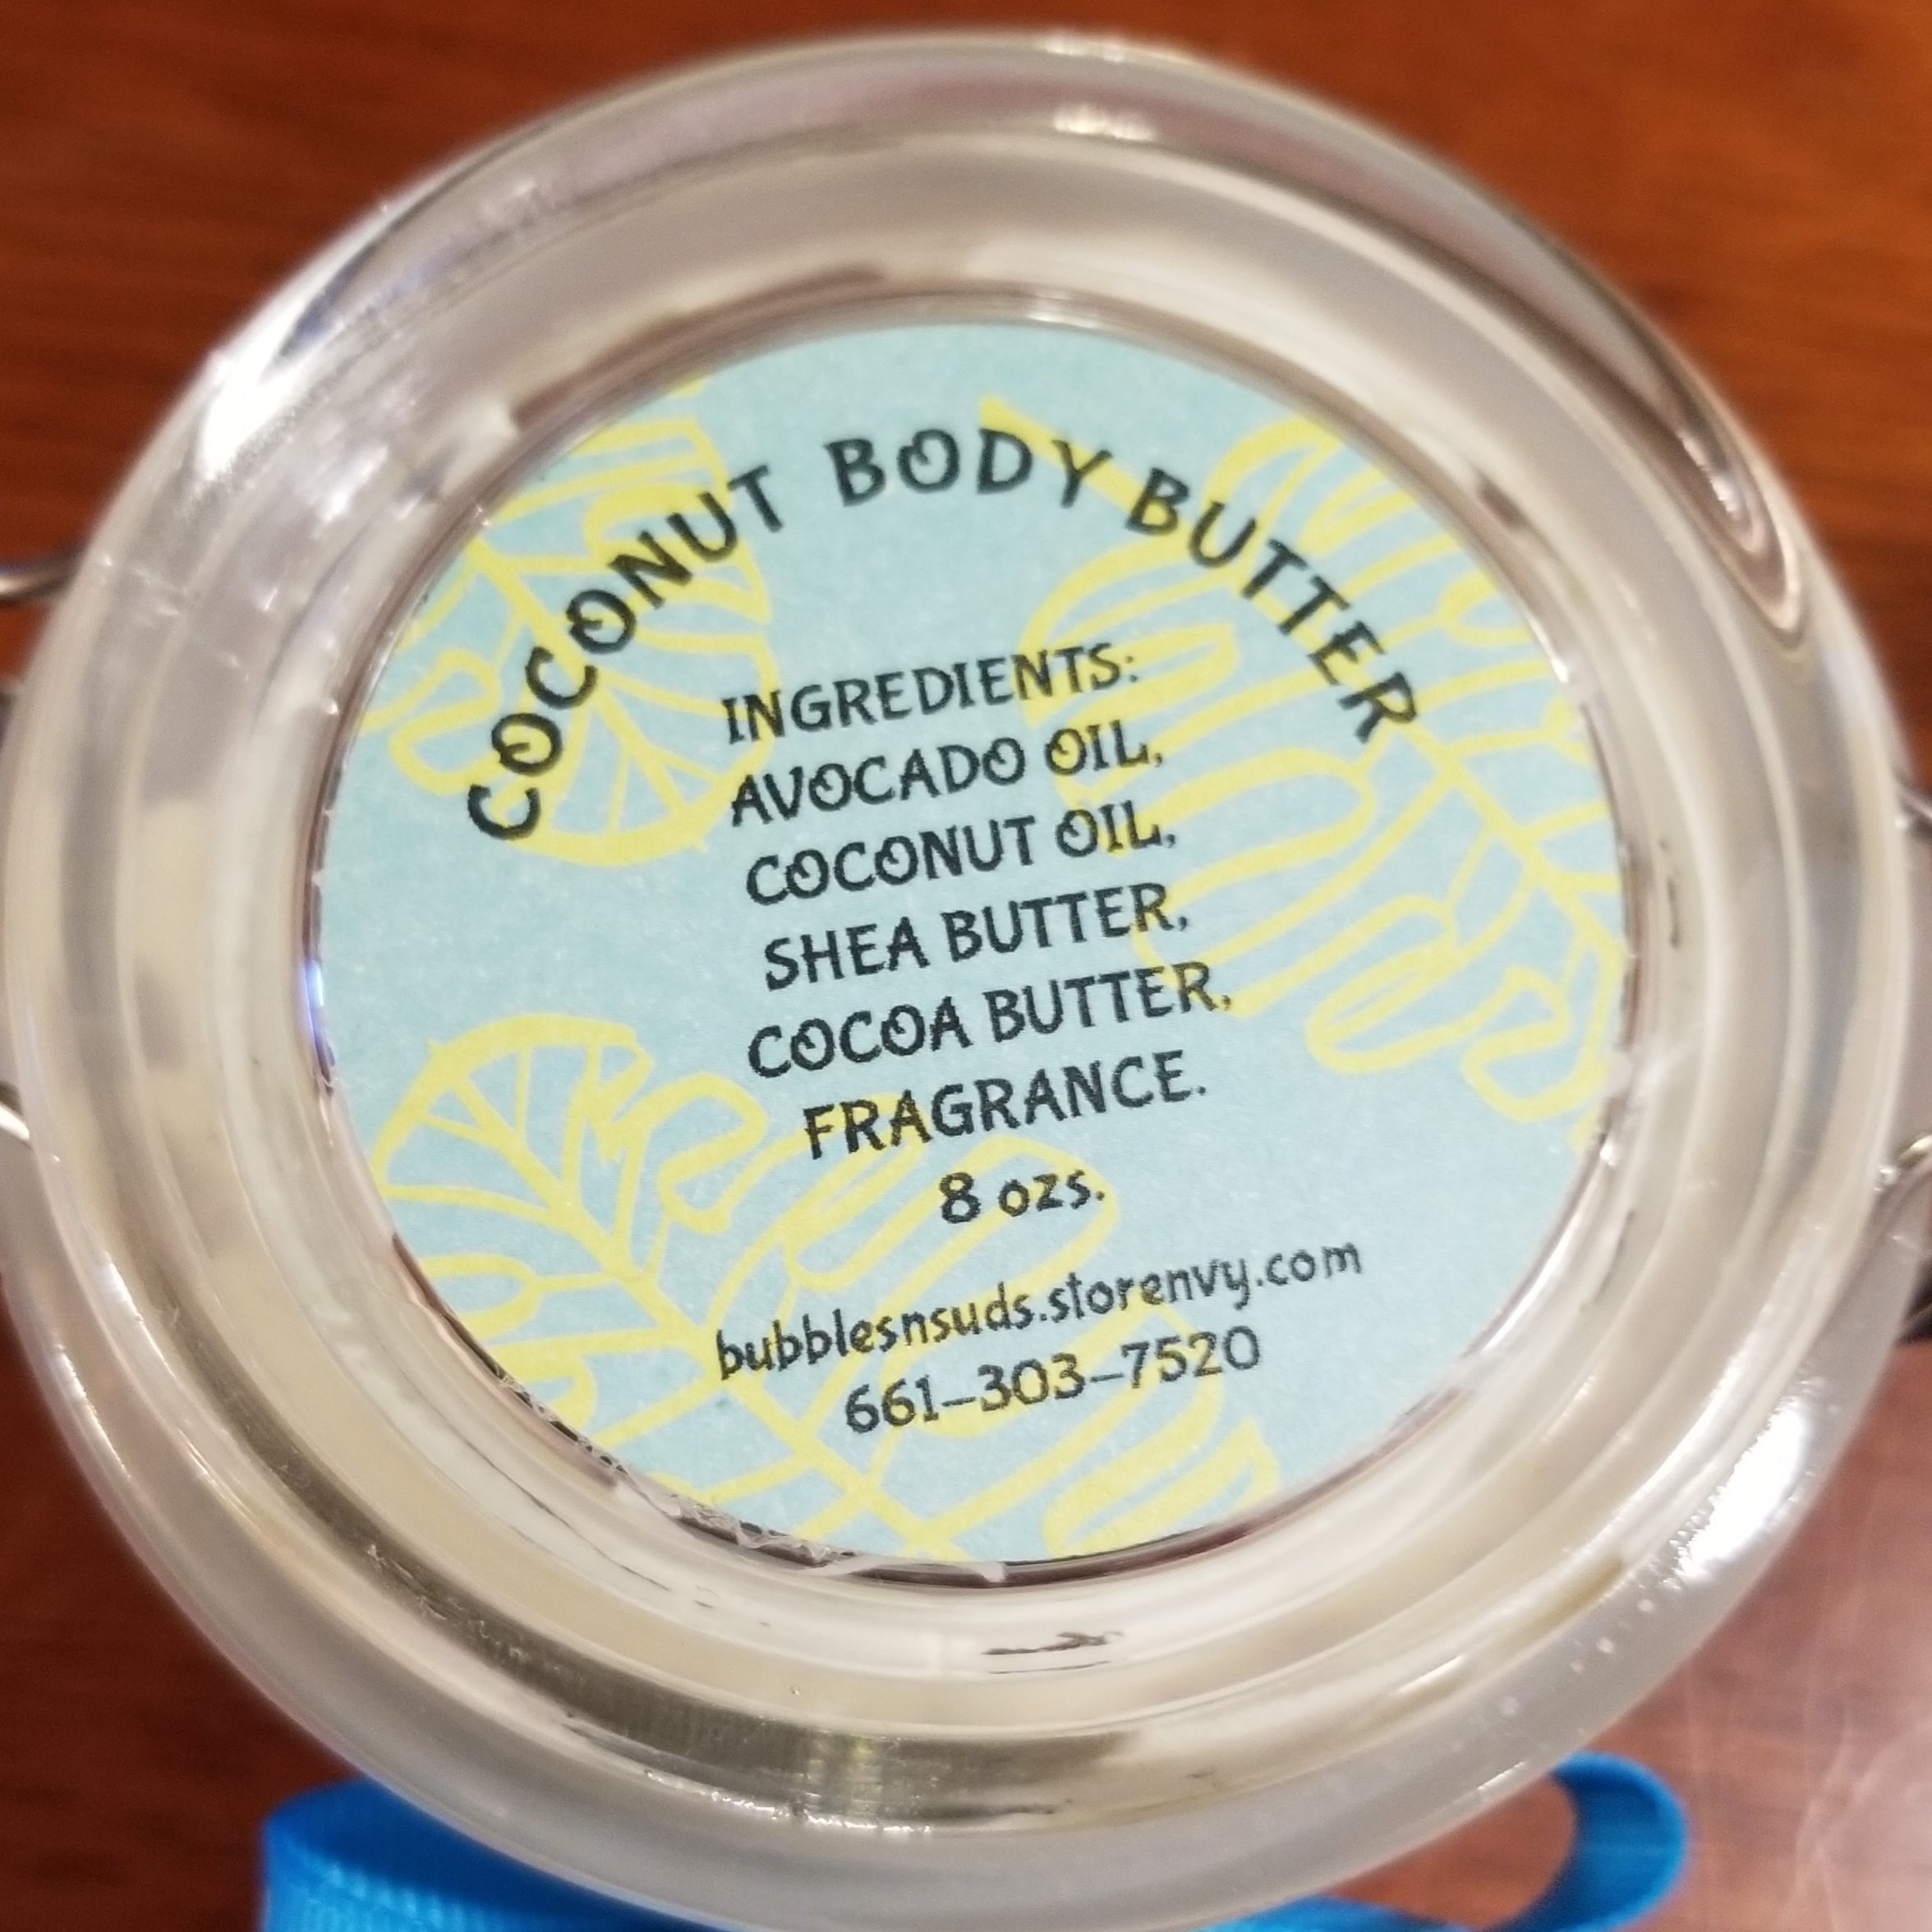 COCONUT BODY BUTTER
INGREDIENTS:
AVOCADO OIL,
COCONUT OIL,
SHEA BUTTER,
COCOA BUTTER,
FRAGRANCE.
8 ozs.
bubblesnsuds.storenvy.com
661-303-7520